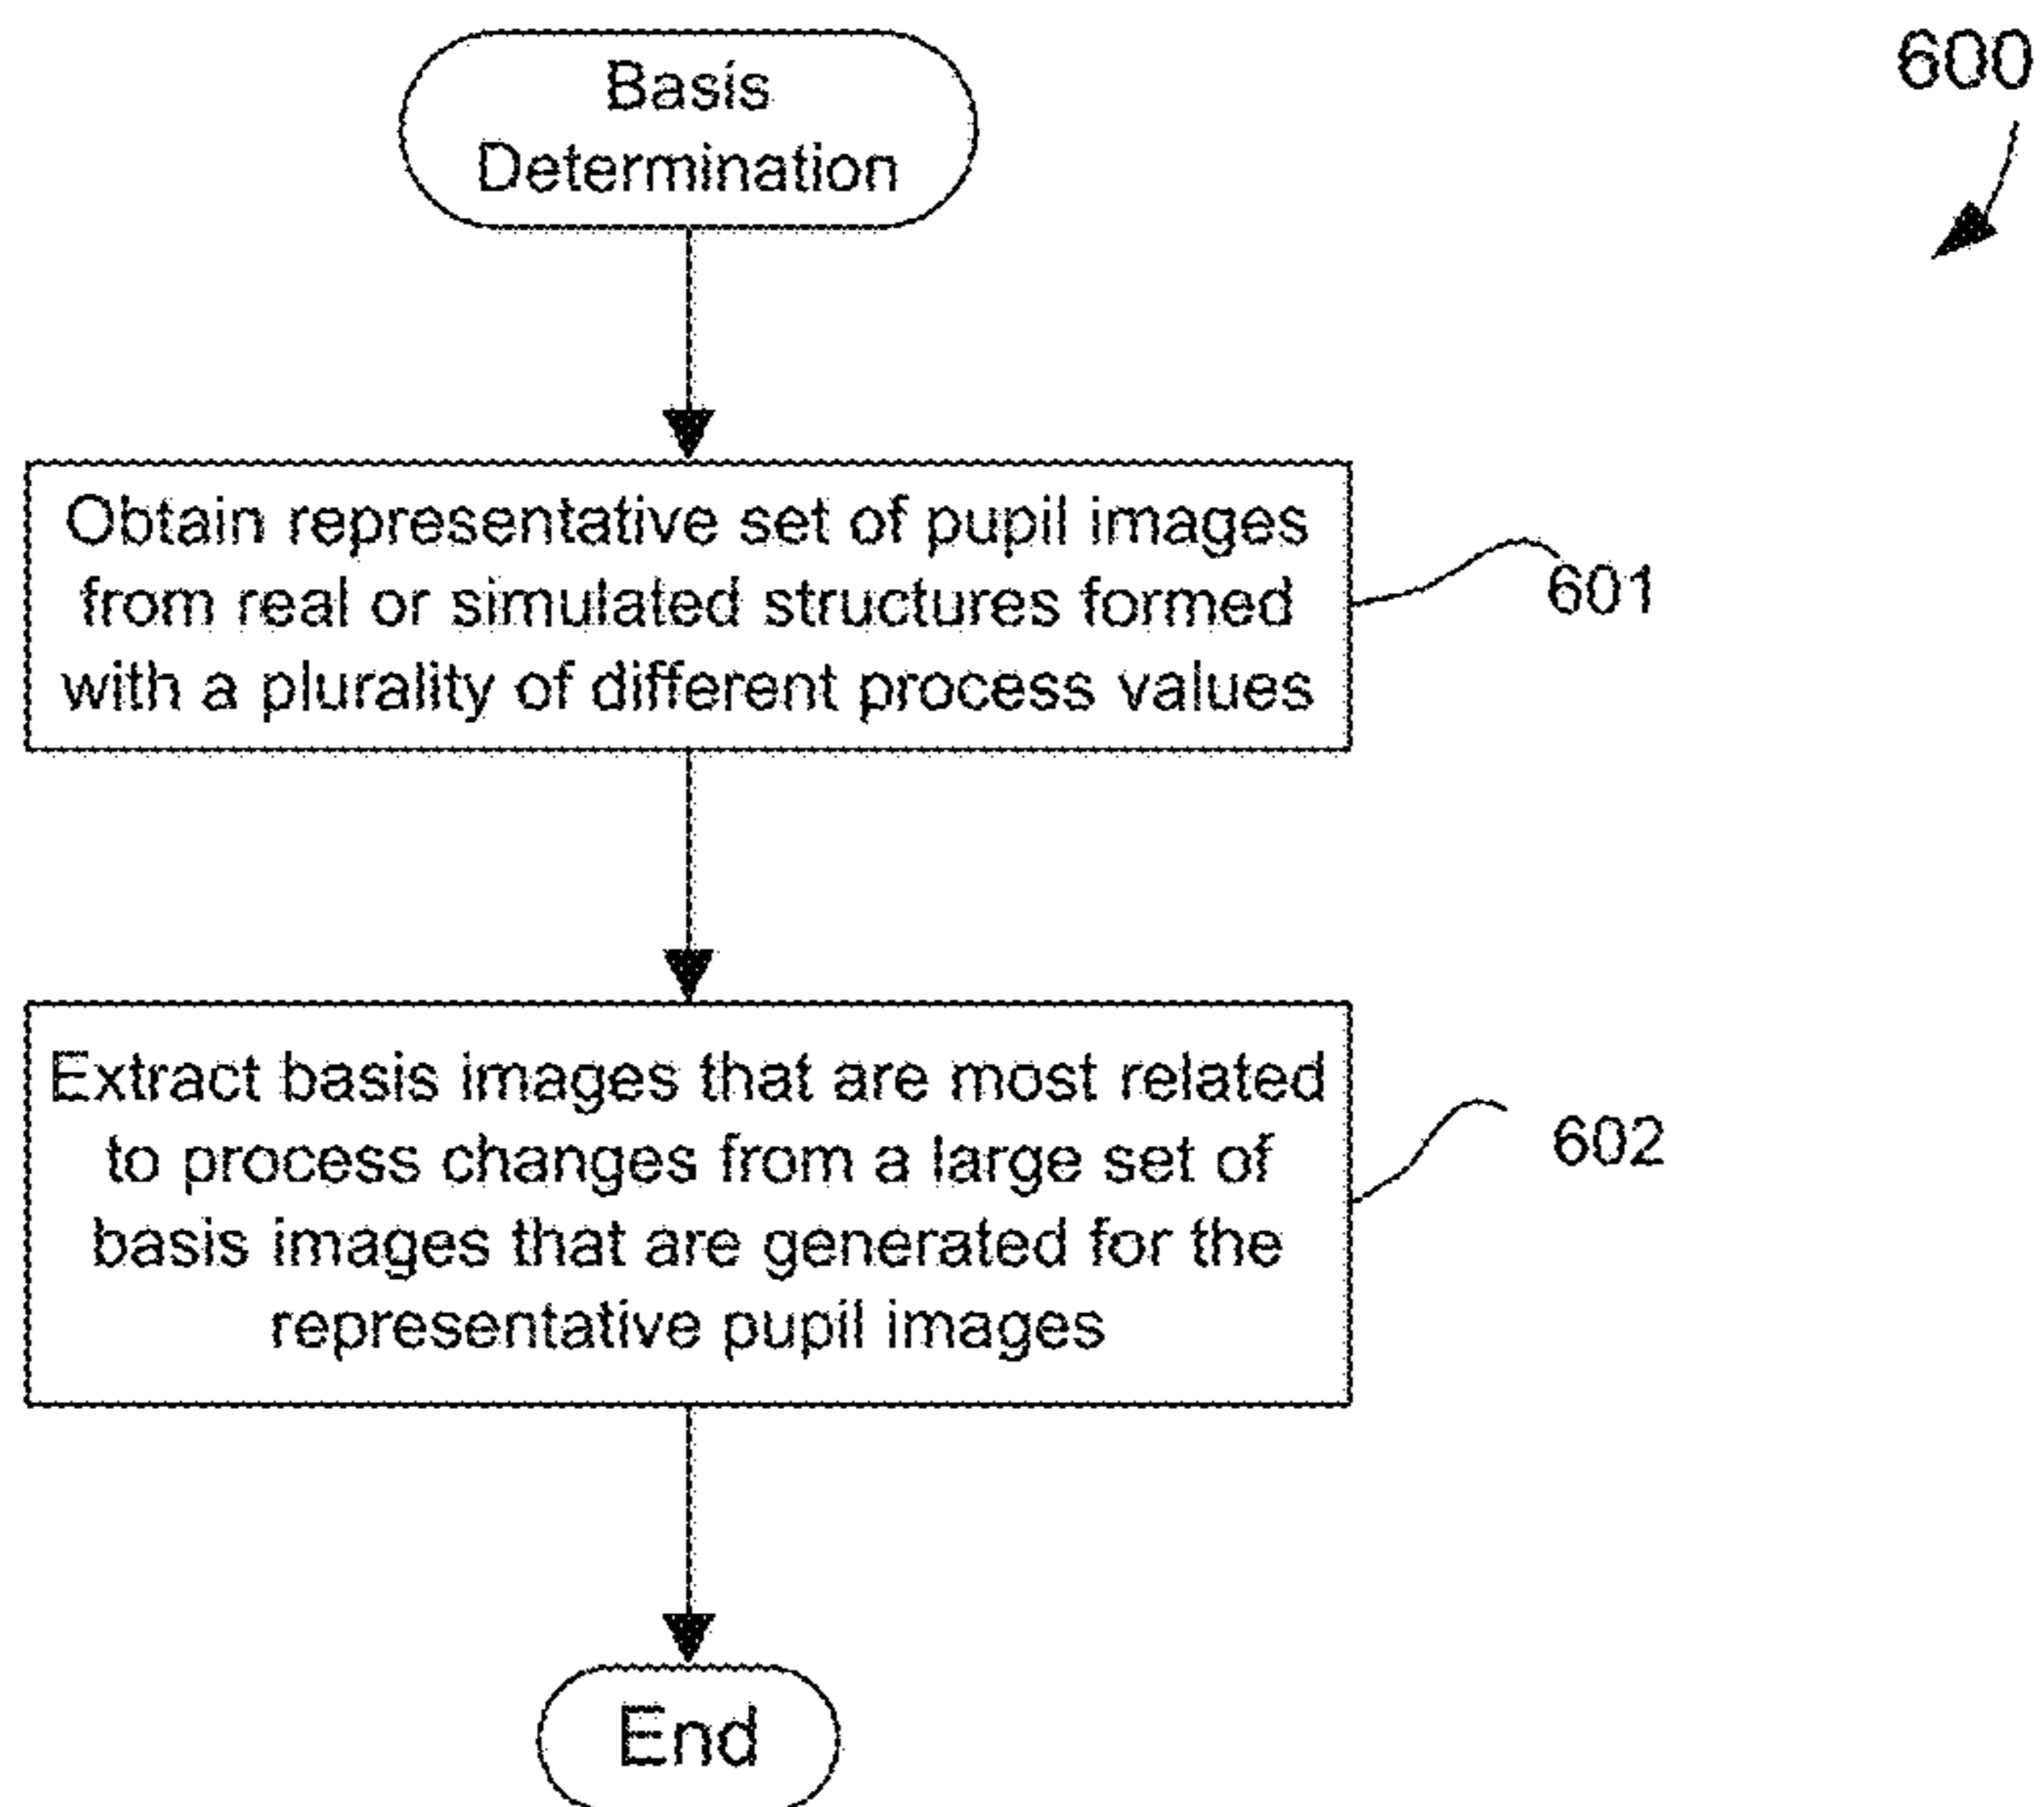 Basis
Determination
600
Obtain representative set of pupil images
from real or simulated structures formed
with a plurality of different process values
601
Extract basis images that are most related
to process changes from a large set of
basis images that are generated for the
representative pupil images
602
End